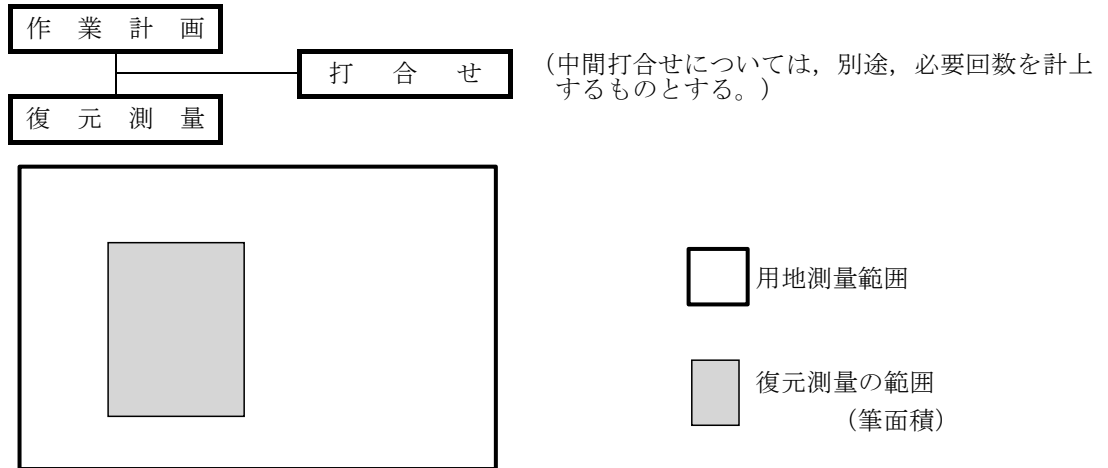 作業計画
打合せ
（中間打合せについては，別途，必要回数を計上
するものとする。）
復元測量
用地測量範囲
復元測量の範囲
（筆面積）